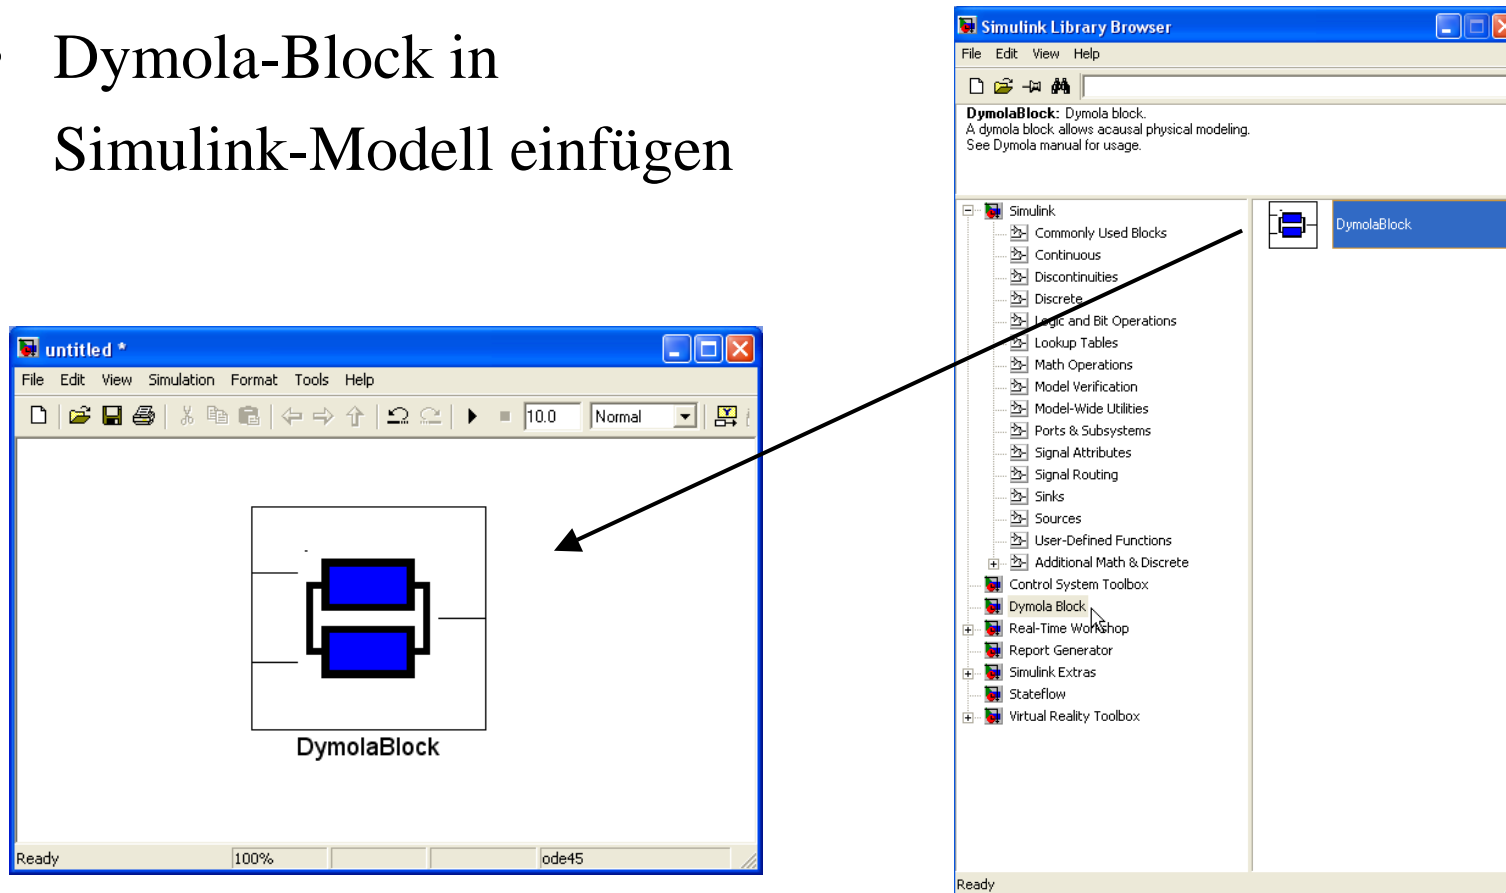 • Dymola-Block in
Simulink-Modell einfügen
Simulink Library Browser
File Edit View Help
DymolaBlock: Dymola block.
A dymola block allows acausal physical modeling.
See Dymola manual for usage.
Simulink
Commonly Used Blocks
Continuous
Discontinuities
Discrete
Logic and Bit Operations
Lookup Tables
Math Operations
Model Verification
Model-Wide Utilities
Ports & Subsystems
Signal Attributes
Signal Routing
Sinks
Sources
User-Defined Functions
Additional Math & Discrete
Control System Toolbox
Dymola Block
Real-Time Workshop
Report Generator
Simulink Extras
Stateflow
Virtual Reality Toolbox
DymolaBlock
Ready
untitled *
File Edit View Simulation Format Tools Help
10.0 Normal
DymolaBlock
Ready 100% ode45